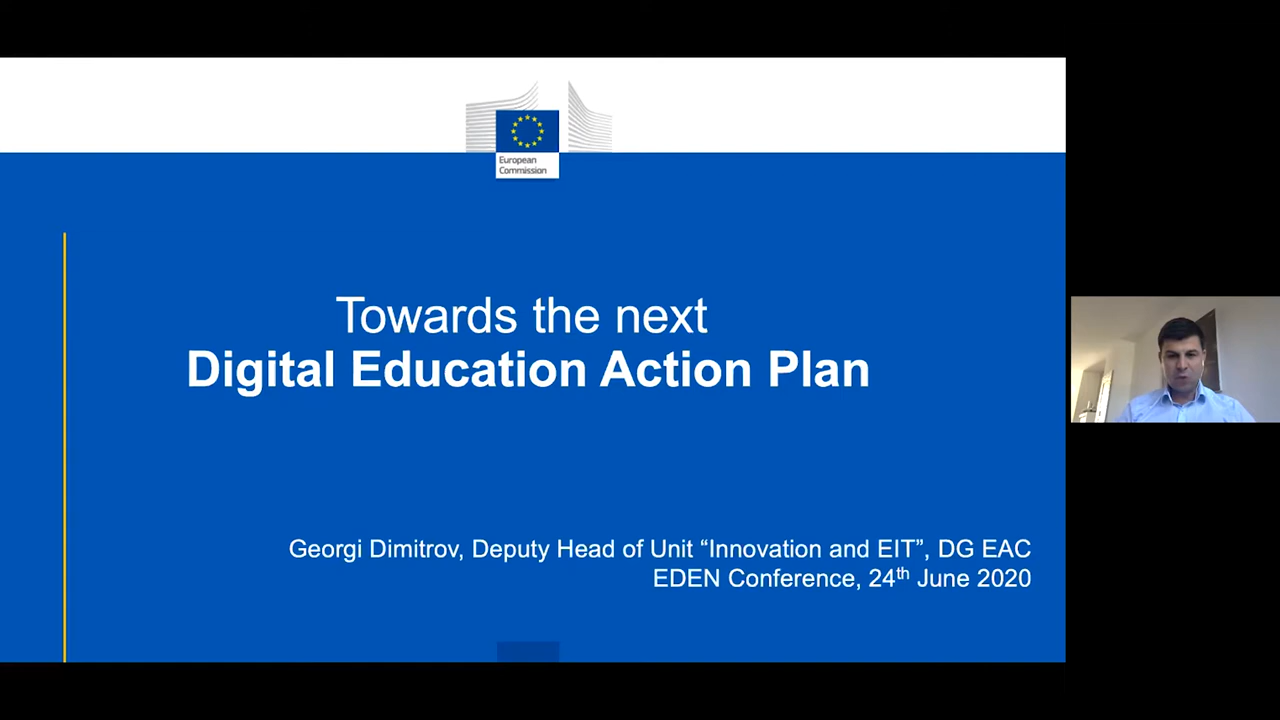 European
Commission
Towards the next
Digital Education Action Plan
Georgi Dimitrov, Deputy Head of Unit “Innovation and EIT”, DG EAC
EDEN Conference, 24th June 2020